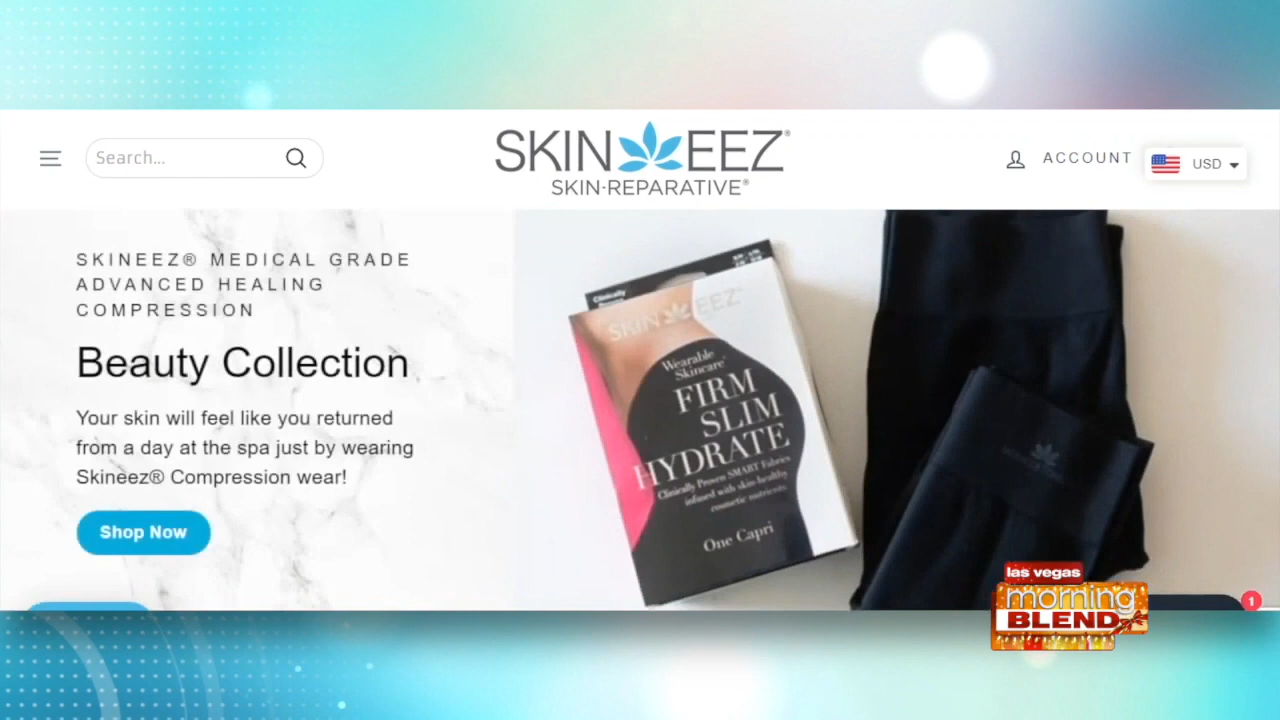 Search...
SKIN EEZ®
SKIN·REPARATIVE®
ACCOUNT
USD
SKINEEZ® MEDICAL GRADE
ADVANCED HEALING
COMPRESSION
Beauty Collection
Your skin will feel like you returned
from a day at the spa just by wearing
Skineez® Compression wear!
Shop Now
Clinically
SKIN EEZ
Wearable
Skincare
FIRM
SLIM
HYDRATE
Clinically Proven SMART Fabrics
infused with skin-healthy
cosmetic nutrients.
One Capri
las vegas
morning
BLEND
1